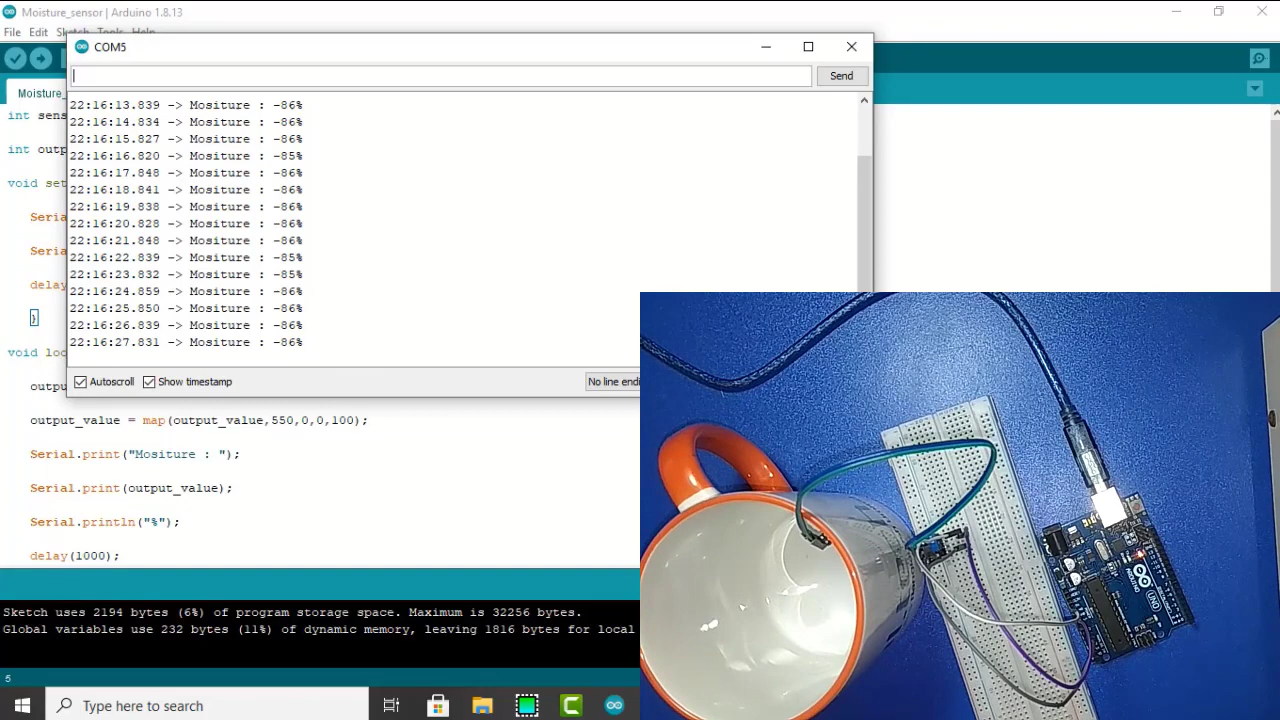 Moisture_sensor | Arduino 1.8.13
File Edit Sketch Tools Help
COM5
Send
Moisture_
22:16:13.839 -> Mositure : -86%
22:16:14.834 -> Mositure : -86%
22:16:15.827 -> Mositure : -86%
22:16:16.820 -> Mositure : -85%
22:16:17.848 -> Mositure : -86%
22:16:18.841 -> Mositure : -86%
22:16:19.838 -> Mositure : -86%
22:16:20.828 -> Mositure : -86%
22:16:21.848 -> Mositure : -86%
22:16:22.839 -> Mositure : -85%
22:16:23.832 -> Mositure : -85%
22:16:24.859 -> Mositure : -86%
22:16:25.850 -> Mositure : -86%
22:16:26.839 -> Mositure : -86%
22:16:27.831 -> Mositure : -86%
Autoscroll Show timestamp No line endi
int sens
int outp
void set
Seria
Seria
delay
}
void loo
outpu
output_value = map(output_value,550,0,0,100);
Serial.print("Mositure : ");
Serial.print(output_value);
Serial.println("%");
delay(1000);
Sketch uses 2194 bytes (6%) of program storage space. Maximum is 32256 bytes.
Global variables use 232 bytes (11%) of dynamic memory, leaving 1816 bytes for local
5
Type here to search
ARDUINO
UNO